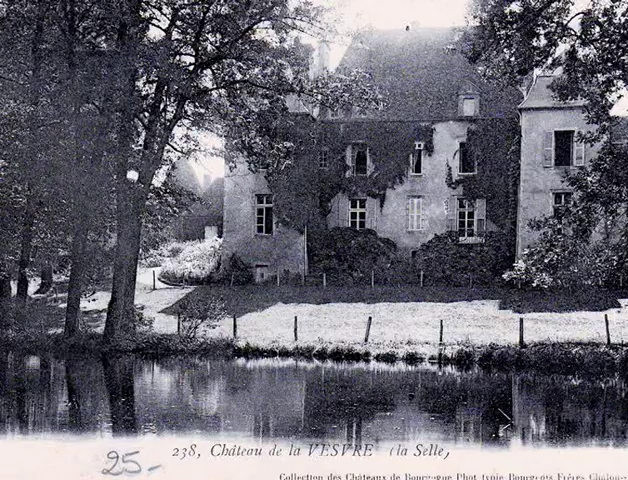 238, Château de la VESVRE (la Selle)
25.-
Collection des Châteaux de Bourgogne Phot typie Bourgeois Frères Chalon-